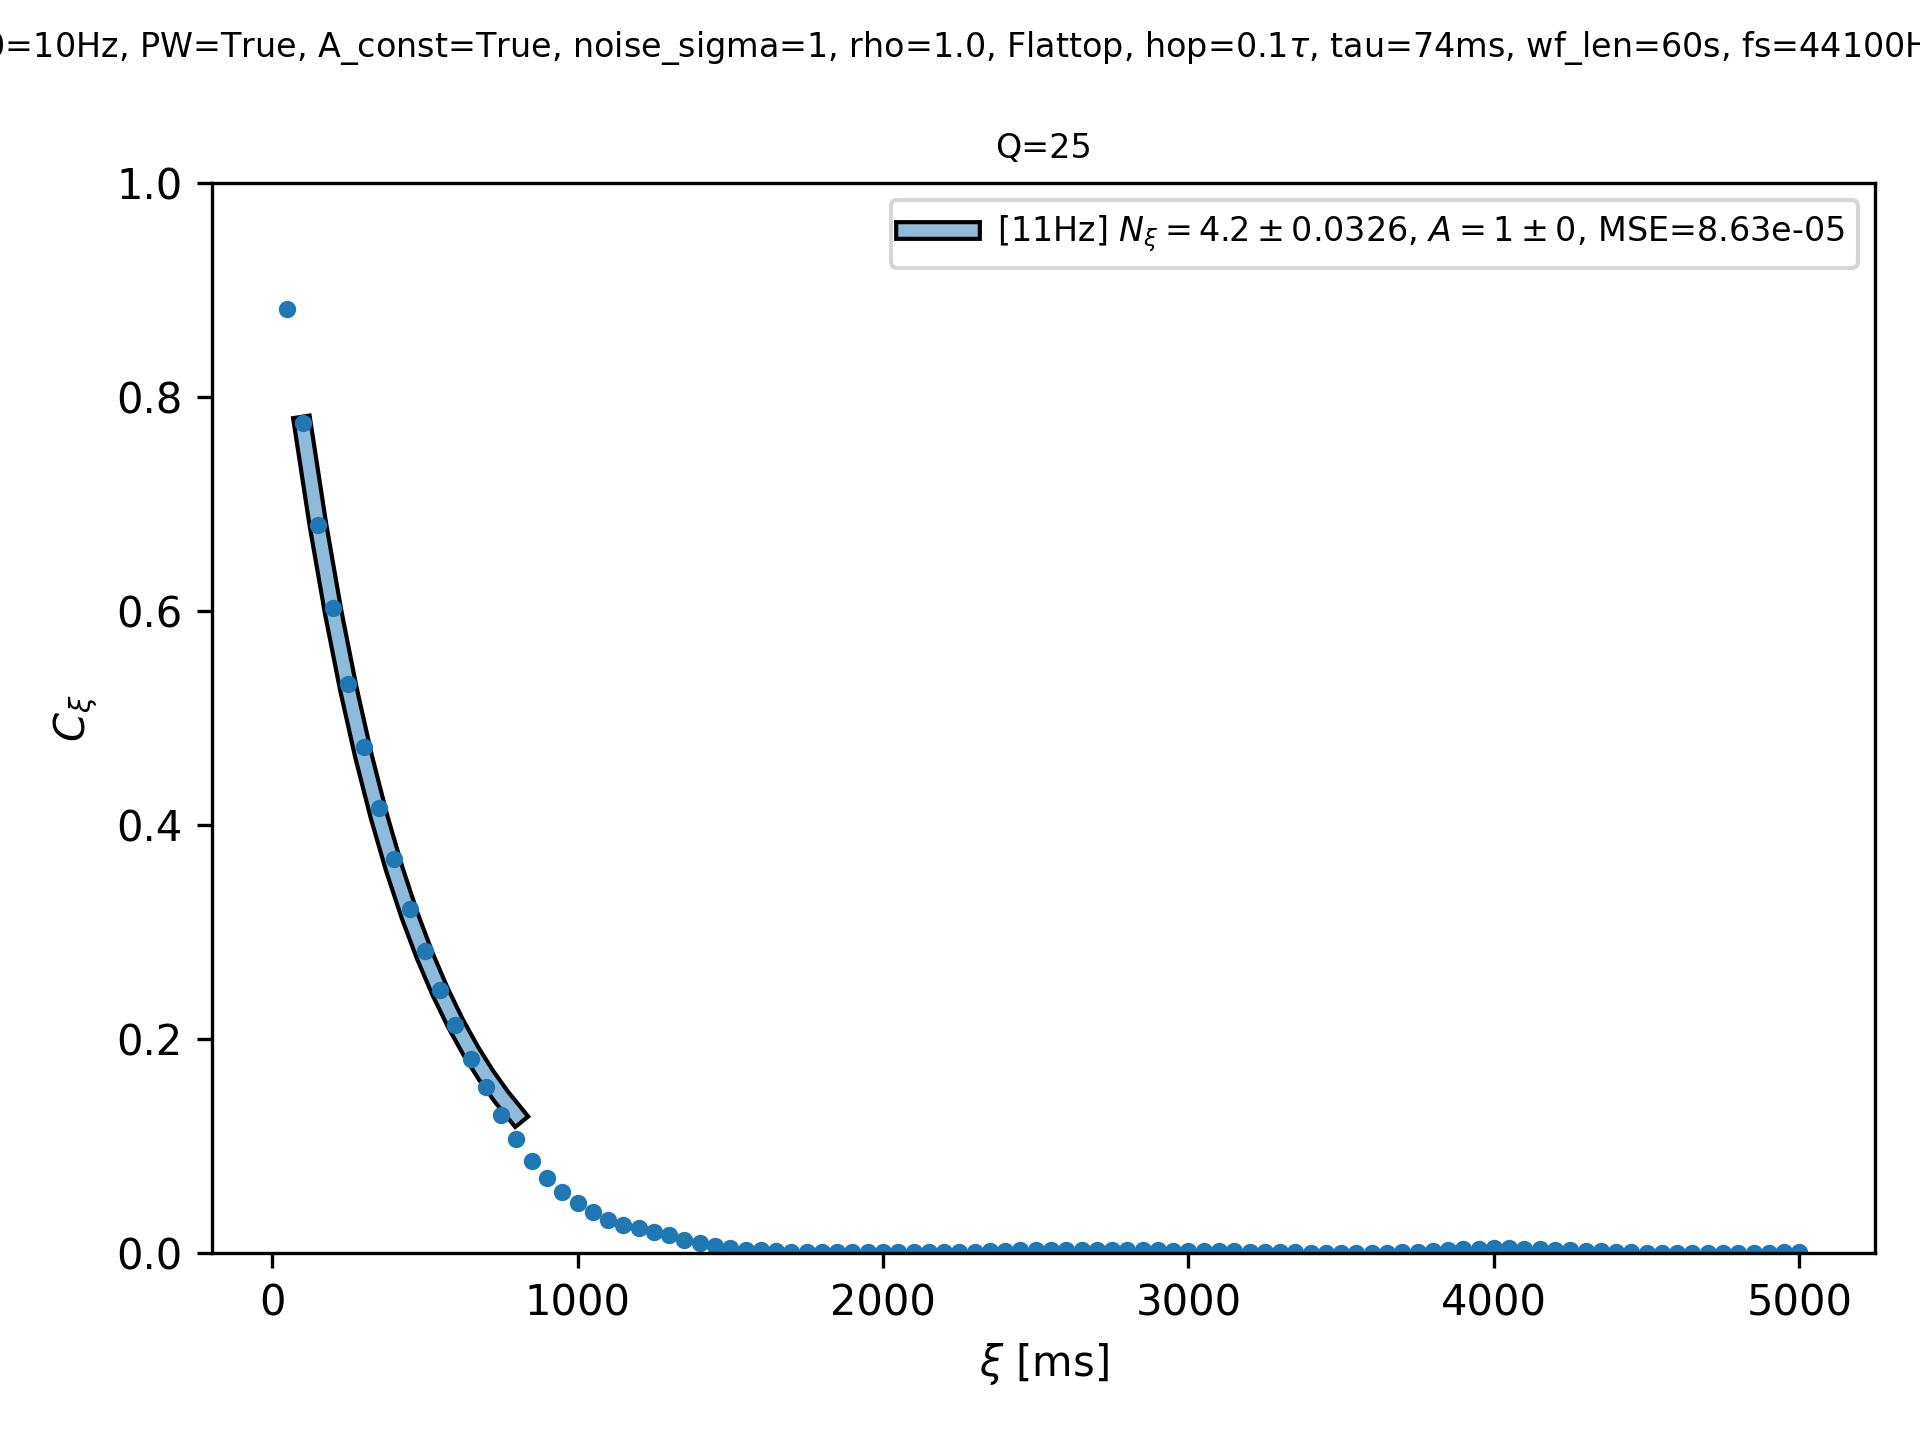 =10Hz, PW=True, A_const=True, noise_sigma=1, rho=1.0, Flattop, hop=0.1τ, tau=74ms, wf_len=60s, fs=44100H
Q=25
[11Hz] N_ξ = 4.2 ± 0.0326, A = 1 ± 0, MSE=8.63e-05
1.0
0.8
0.6
0.4
0.2
0.0
C_ξ
0 1000 2000 3000 4000 5000
ξ [ms]